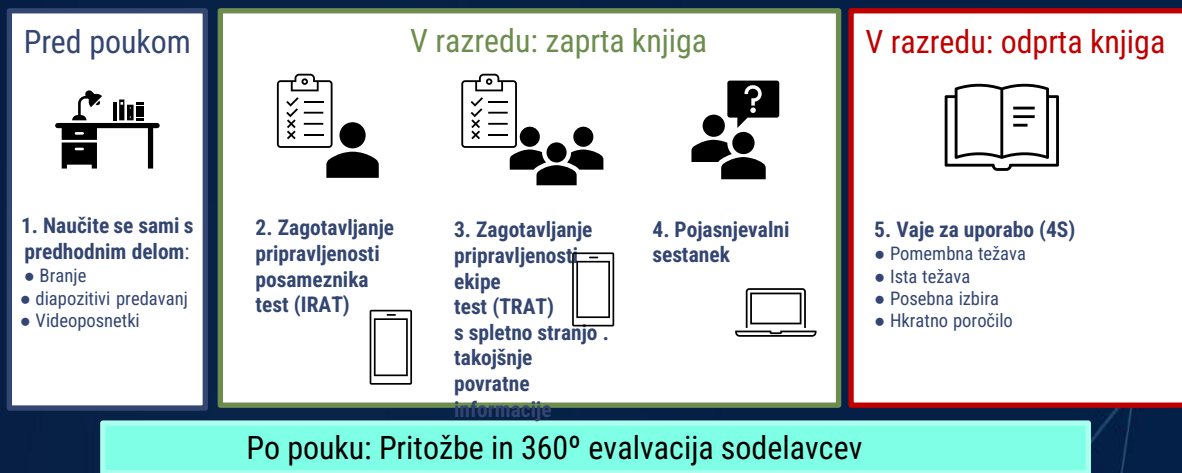 Pred poukom
1. Naučite se sami s
predhodnim delom:
● Branje
● diapozitivi predavanj
● Videoposnetki
V razredu: zaprta knjiga
2. Zagotavljanje
pripravljenosti
posameznika
test (IRAT)
3. Zagotavljanje
pripravljenosti
ekipe
test (TRAT)
s spletno stranjo .
takojšnje
povratne
informacije
?
4. Pojasnjevalni
sestanek
V razredu: odprta knjiga
5. Vaje za uporabo (4S)
● Pomembna težava
● Ista težava
● Posebna izbira
● Hkratno poročilo
Po pouku: Pritožbe in 360º evalvacija sodelavcev